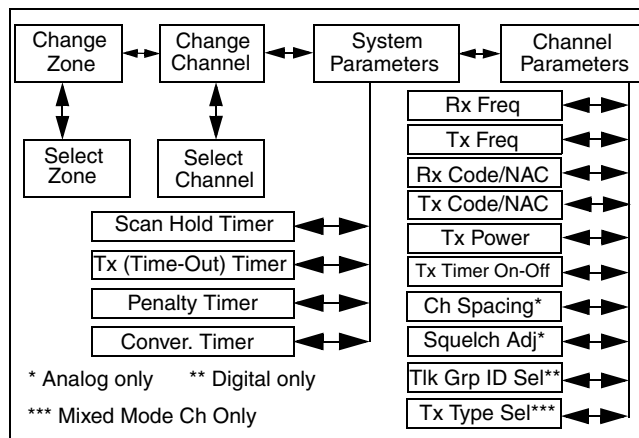 Change
Zone
Change
Channel
System
Parameters
Channel
Parameters
Select
Zone
Select
Channel
Scan Hold Timer
Tx (Time-Out) Timer
Penalty Timer
Conver. Timer
Rx Freq
Tx Freq
Rx Code/NAC
Tx Code/NAC
Tx Power
Tx Timer On-Off
Ch Spacing*
Squelch Adj*
Tlk Grp ID Sel**
Tx Type Sel***
* Analog only ** Digital only
*** Mixed Mode Ch Only